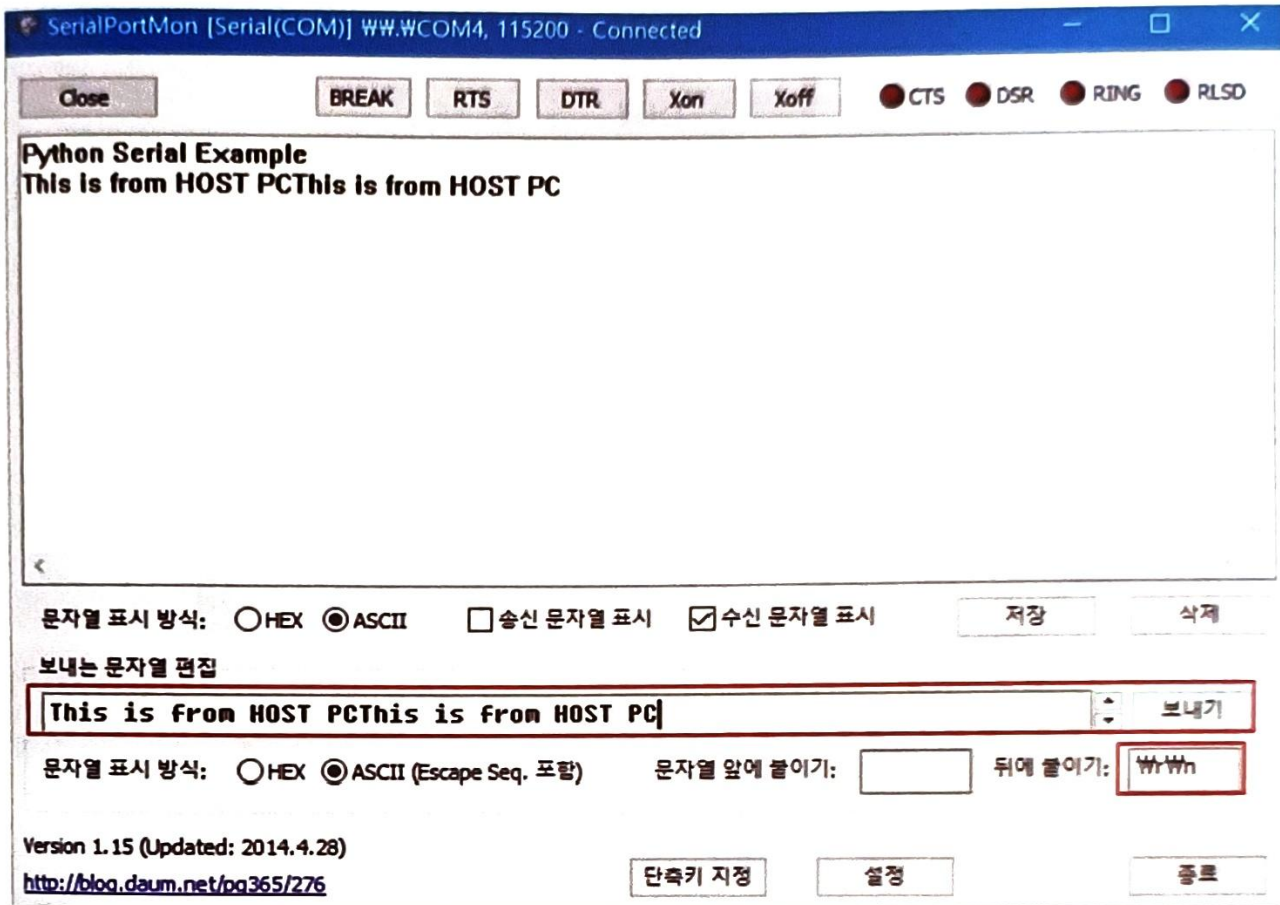 SerialPortMon [Serial(COM)] ₩₩.₩COM4, 115200 - Connected
Close BREAK RTS DTR Xon Xoff CTS DSR RING RLSD
Python Serial Example
This is from HOST PCThis is from HOST PC
문자열 표시 방식: HEX ASCII 송신 문자열 표시 수신 문자열 표시 저장 삭제
보내는 문자열 편집
This is from HOST PCThis is from HOST PC 보내기
문자열 표시 방식: HEX ASCII (Escape Seq. 포함) 문자열 앞에 붙이기: 뒤에 붙이기: ₩r₩n
Version 1.15 (Updated: 2014.4.28)
http://blog.daum.net/pg365/276 단축키 지정 설정 종료